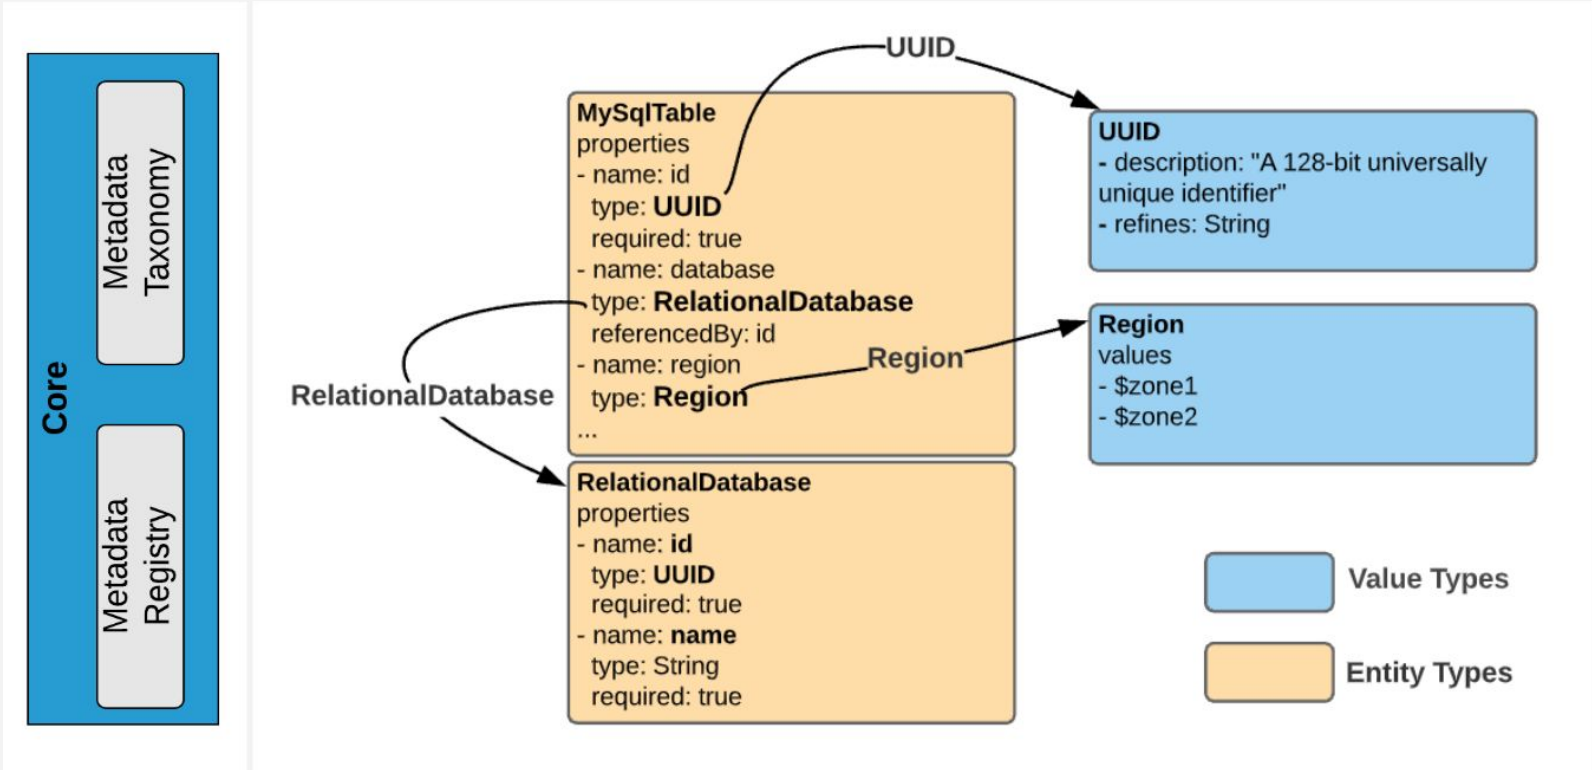 Core
Metadata
Taxonomy
Metadata
Registry
UUID
MySqlTable
properties
- name: id
type: UUID
required: true
- name: database
type: RelationalDatabase
referencedBy: id
- name: region
type: Region
...
RelationalDatabase
Region
RelationalDatabase
properties
- name: id
type: UUID
required: true
- name: name
type: String
required: true
UUID
- description: "A 128-bit universally
unique identifier"
- refines: String
Region
values
- $zone1
- $zone2
Value Types
Entity Types